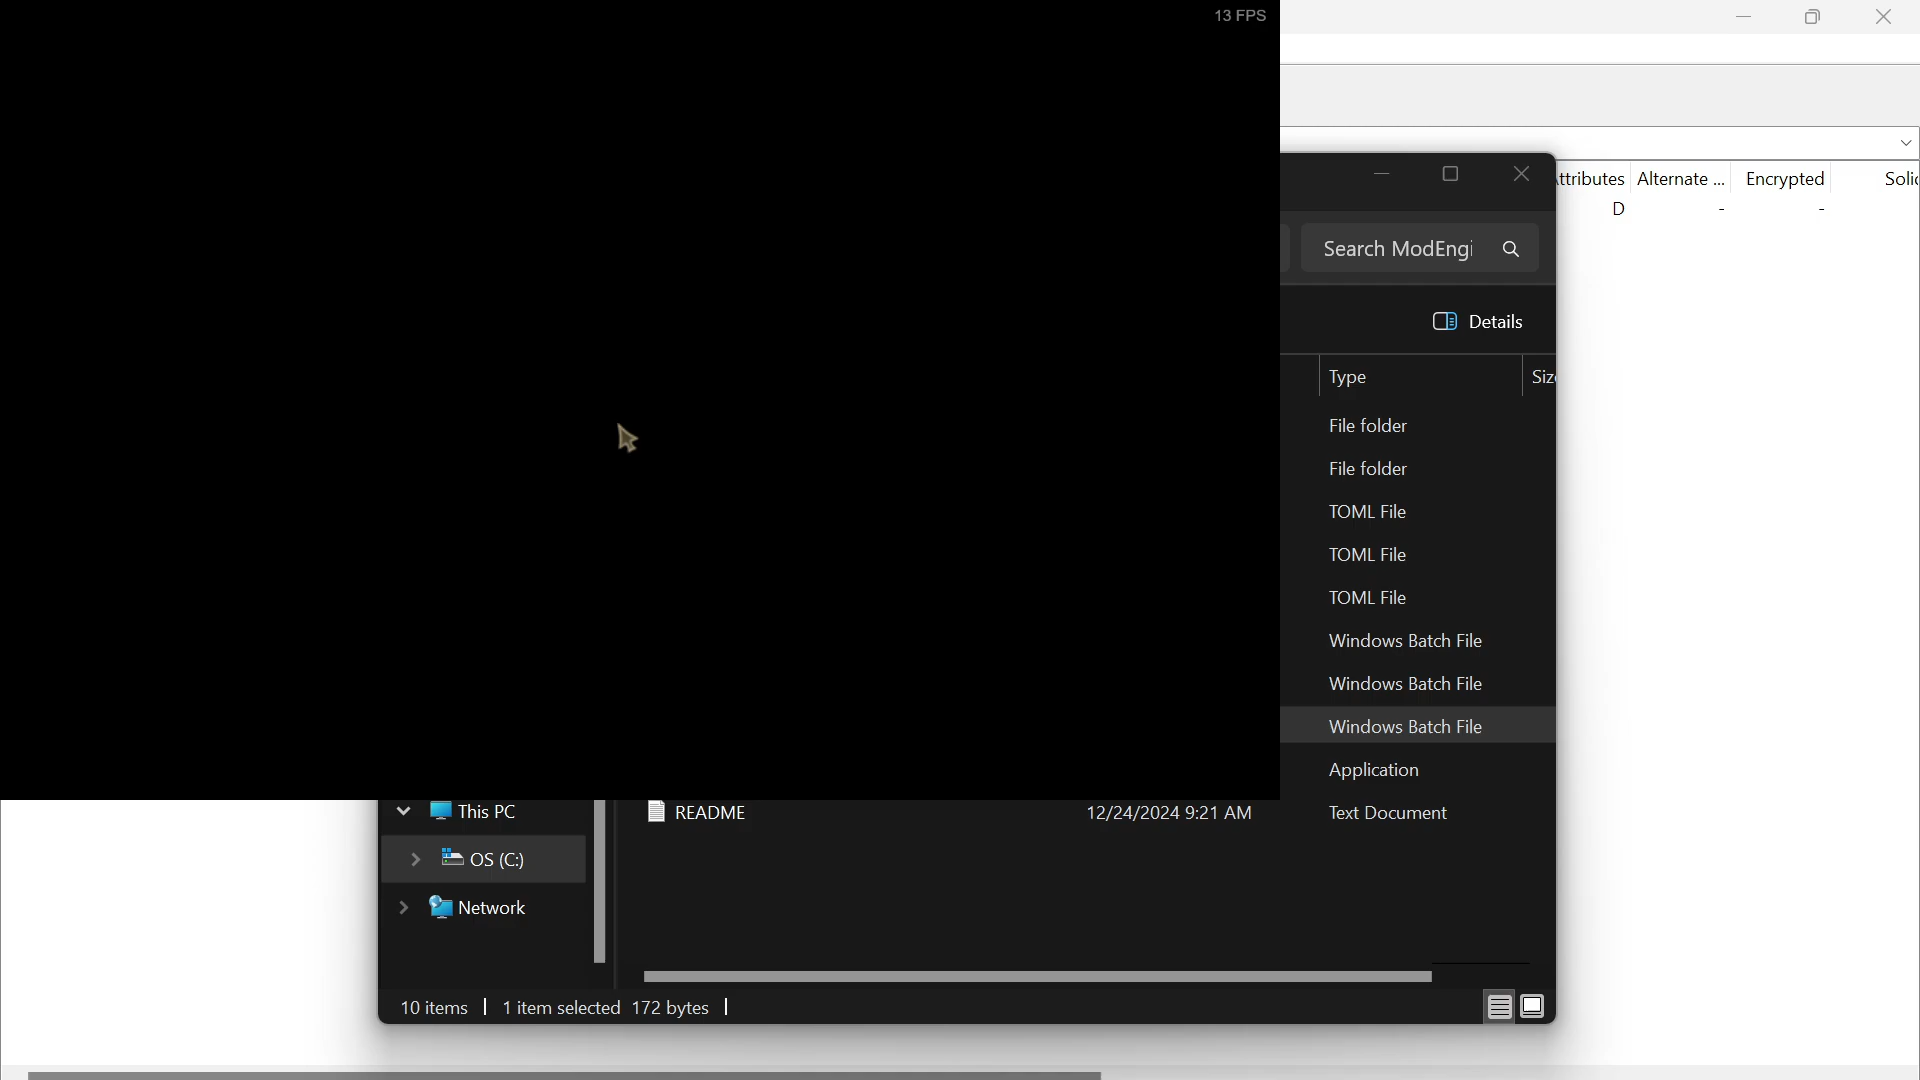 13 FPS
ttributes Alternate ... Encrypted
D - -
Search ModEngi
Details
Type
File folder
File folder
TOML File
TOML File
TOML File
Windows Batch File
Windows Batch File
Windows Batch File
Application
This PC README 12/24/2024 9:21 AM Text Document
OS (C:)
Network
10 items 1 item selected 172 bytes